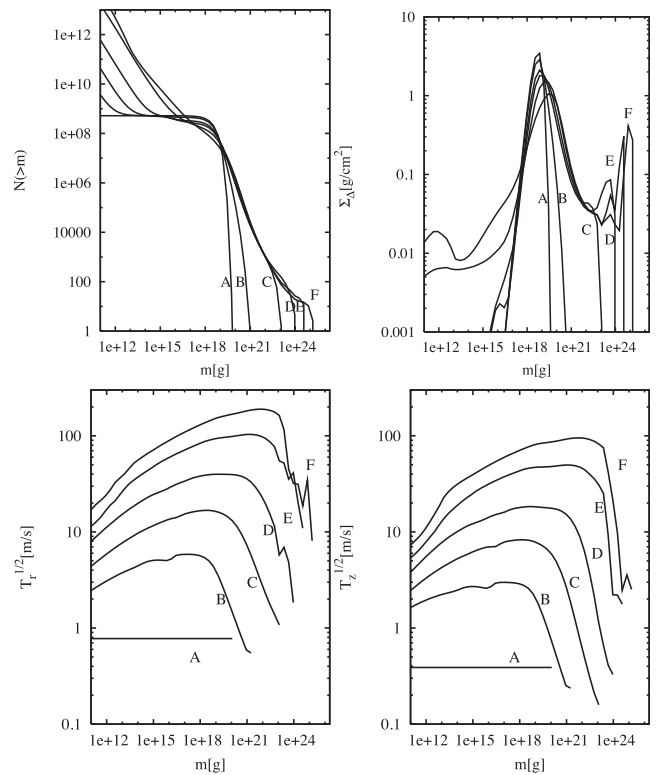 1e+12
1e+10
1e+08
1e+06
10000
100
1
N(>m)
A B C D E F
1e+12 1e+15 1e+18 1e+21 1e+24
m[g]
10
1
0.1
0.01
0.001
Σ_Δ[g/cm²]
A B C D E F
1e+12 1e+15 1e+18 1e+21 1e+24
m[g]
100
10
1
0.1
T_r^1/2[m/s]
A B C D E F
1e+12 1e+15 1e+18 1e+21 1e+24
m[g]
100
10
1
0.1
T_z^1/2[m/s]
A B C D E F
1e+12 1e+15 1e+18 1e+21 1e+24
m[g]